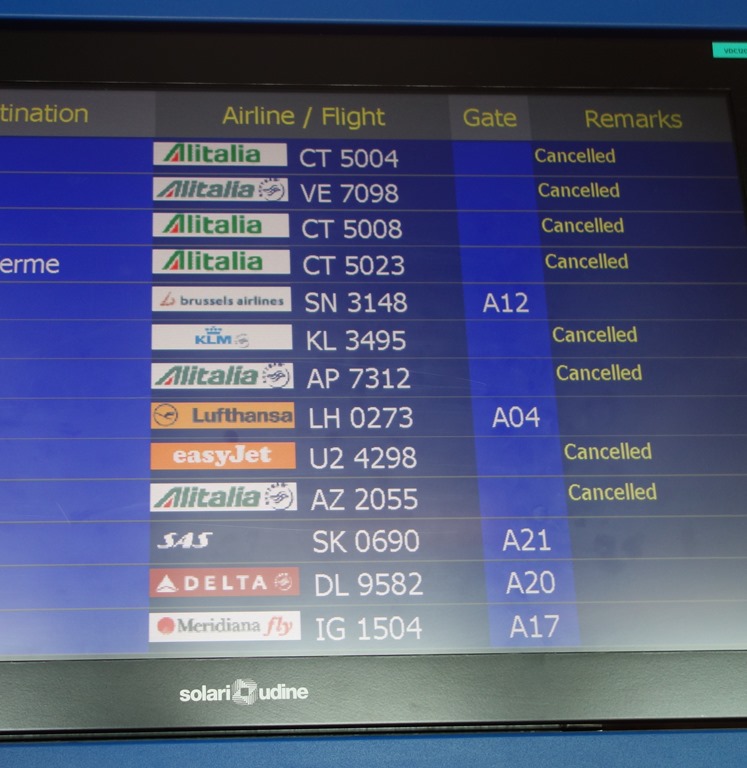 tination Airline / Flight Gate Remarks
Alitalia CT 5004 Cancelled
Alitalia VE 7098 Cancelled
Alitalia CT 5008 Cancelled
erme Alitalia CT 5023 Cancelled
brussels airlines SN 3148 A12
KLM KL 3495 Cancelled
Alitalia AP 7312 Cancelled
Lufthansa LH 0273 A04
easyJet U2 4298 Cancelled
Alitalia AZ 2055 Cancelled
SAS SK 0690 A21
DELTA DL 9582 A20
Meridiana fly IG 1504 A17
solari udine